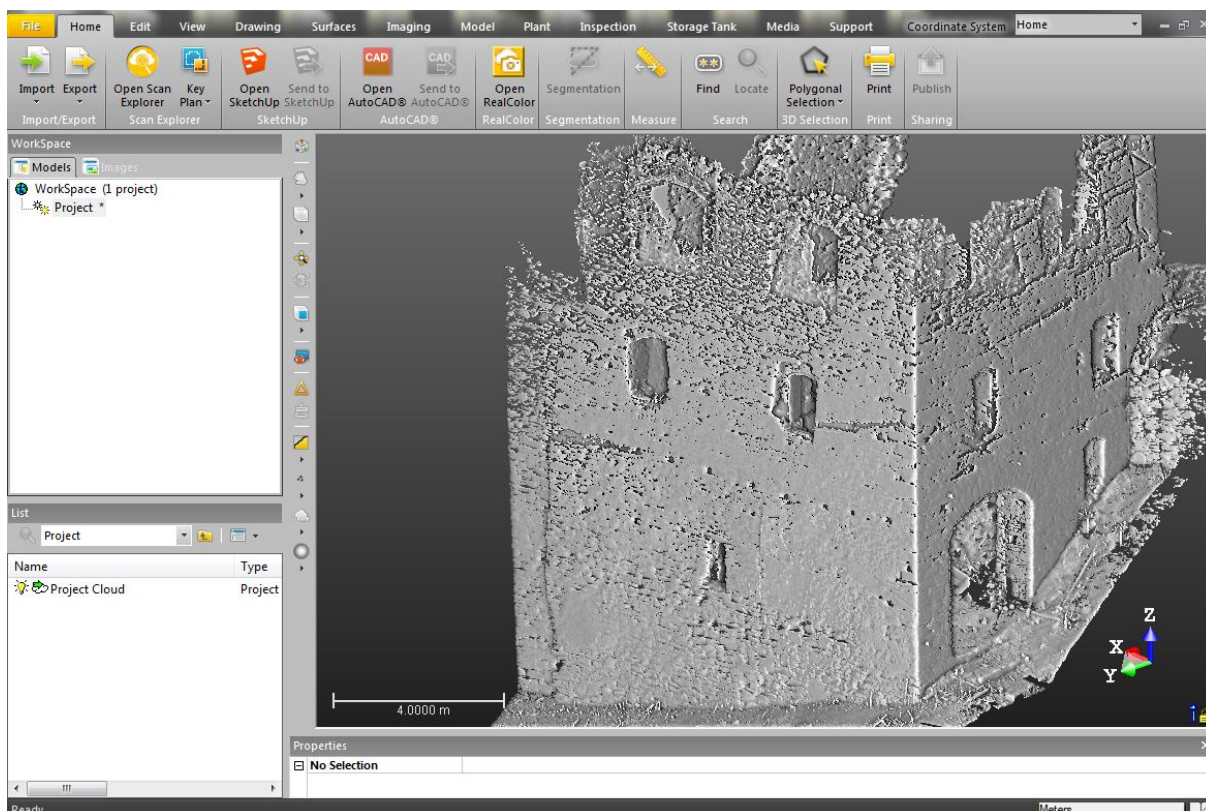 File Home Edit View Drawing Surfaces Imaging Model Plant Inspection Storage Tank Media Support Coordinate System Home
Import Export Open Scan Explorer Key Plan Open SketchUp Send to SketchUp Open AutoCAD® Send to AutoCAD® Open RealColor Segmentation Find Locate Polygonal Selection Print Publish
CAD CAD
Import/Export Scan Explorer SketchUp AutoCAD® RealColor Segmentation Measure Search 3D Selection Print Sharing
WorkSpace
Models Images
WorkSpace (1 project)
Project *
List
Project
Name Type
Project Cloud Project
4.0000 m
Z
X
Y
Properties
No Selection
Ready Meters